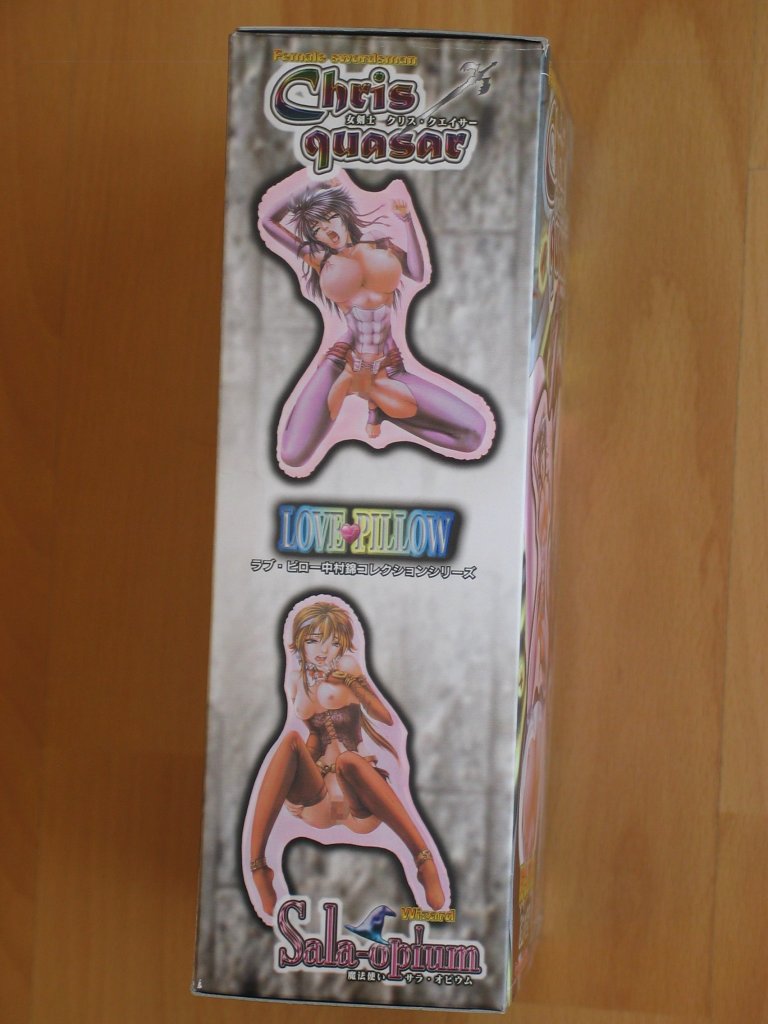 Female swordsman
Chris
女剣士 クリス・クエイサー
quasar
LOVE PILLOW
ラブ・ピロー中村錦コレクションシリーズ
Wizard
Sala-opium
魔法使い サラ・オピウム